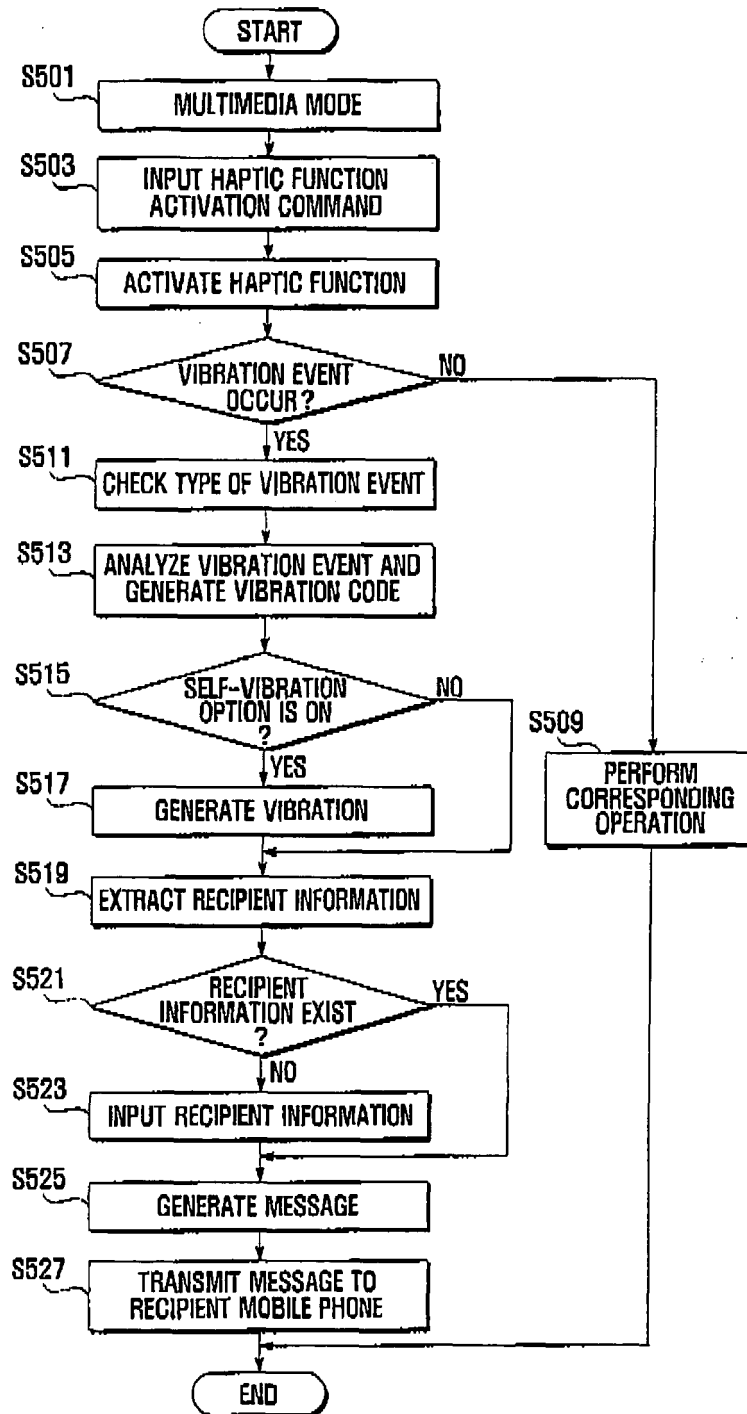 START
S501
MULTIMEDIA MODE
S503
INPUT HAPTIC FUNCTION
ACTIVATION COMMAND
S505
ACTIVATE HAPTIC FUNCTION
S507
VIBRATION EVENT
OCCUR?
NO
YES
S511
CHECK TYPE OF VIBRATION EVENT
S513
ANALYZE VIBRATION EVENT AND
GENERATE VIBRATION CODE
S515
SELF-VIBRATION
OPTION IS ON
?
NO
YES
S509
PERFORM
CORRESPONDING
OPERATION
S517
GENERATE VIBRATION
S519
EXTRACT RECIPIENT INFORMATION
S521
RECIPIENT
INFORMATION EXIST
?
YES
NO
S523
INPUT RECIPIENT INFORMATION
S525
GENERATE MESSAGE
S527
TRANSMIT MESSAGE TO
RECIPIENT MOBILE PHONE
END